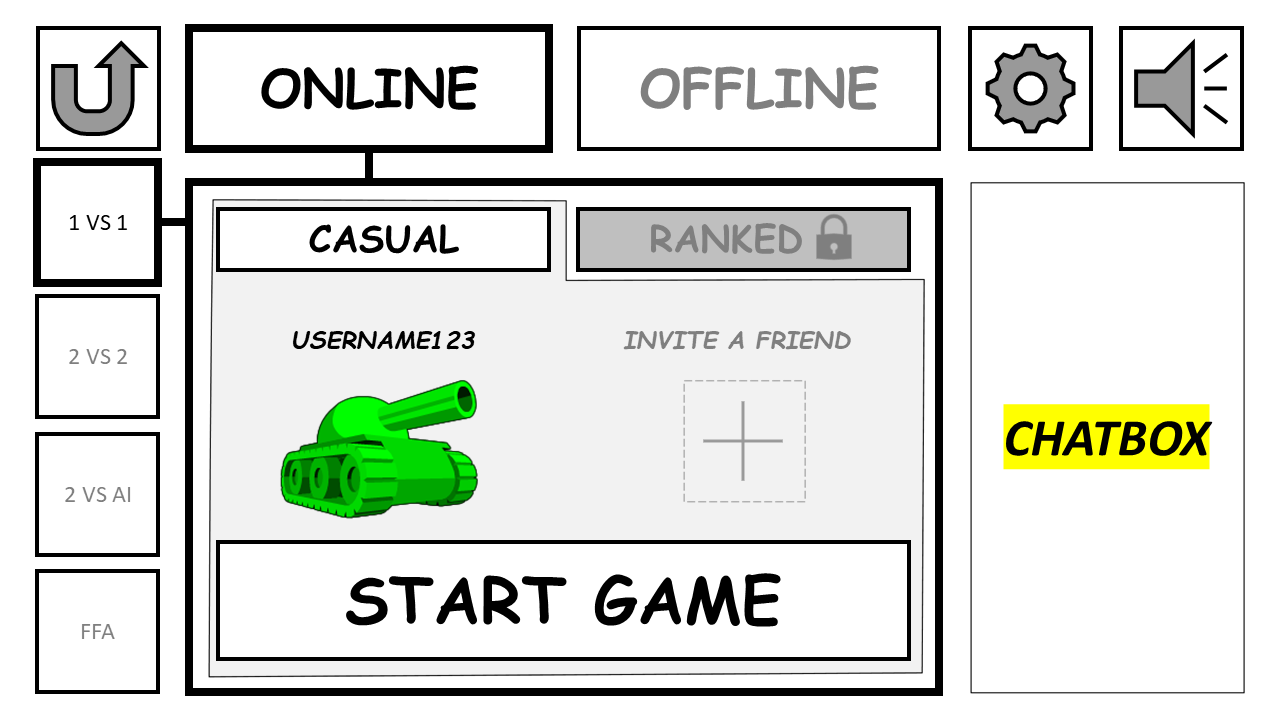 ONLINE
OFFLINE
1 VS 1
CASUAL
RANKED
USERNAME123
INVITE A FRIEND
2 VS 2
CHATBOX
2 VS AI
START GAME
FFA